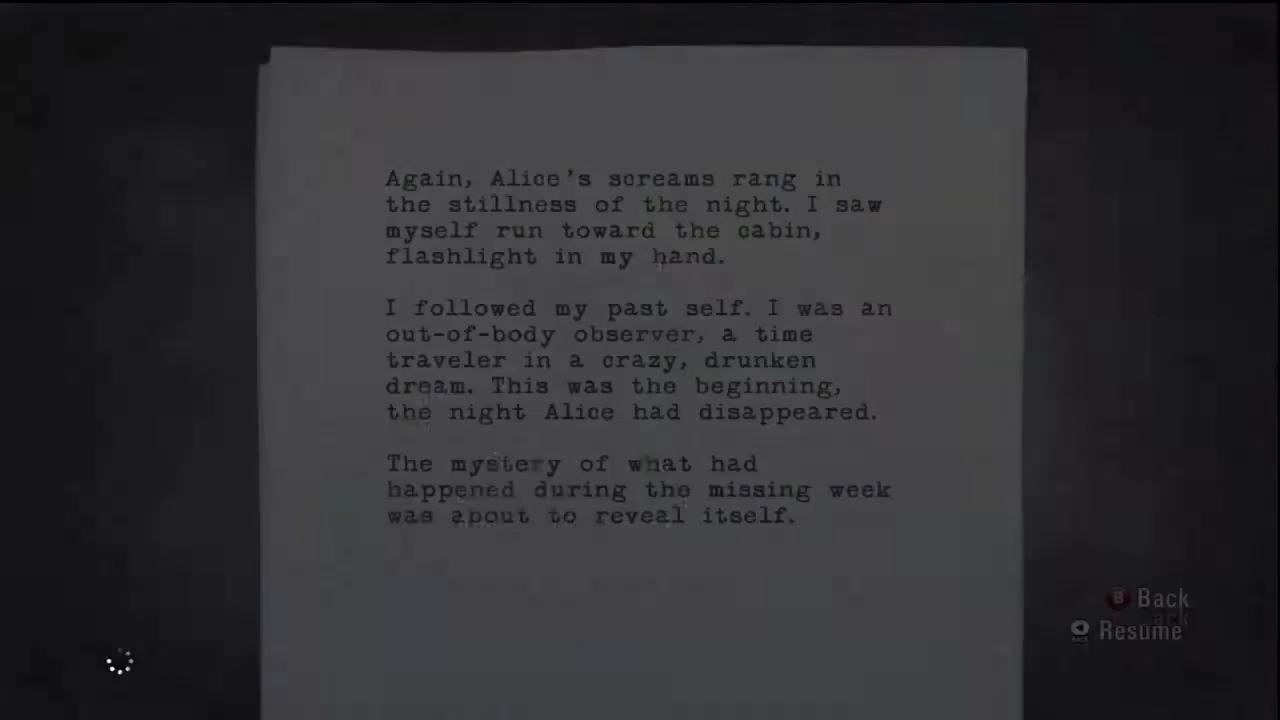 Again, Alice's screams rang in
the stillness of the night. I saw
myself run toward the cabin,
flashlight in my hand.
I followed my past self. I was an
out-of-body observer, a time
traveler in a crazy, drunken
dream. This was the beginning,
the night Alice had disappeared.
The mystery of what had
happened during the missing week
was about to reveal itself.
B Back
BACK Resume